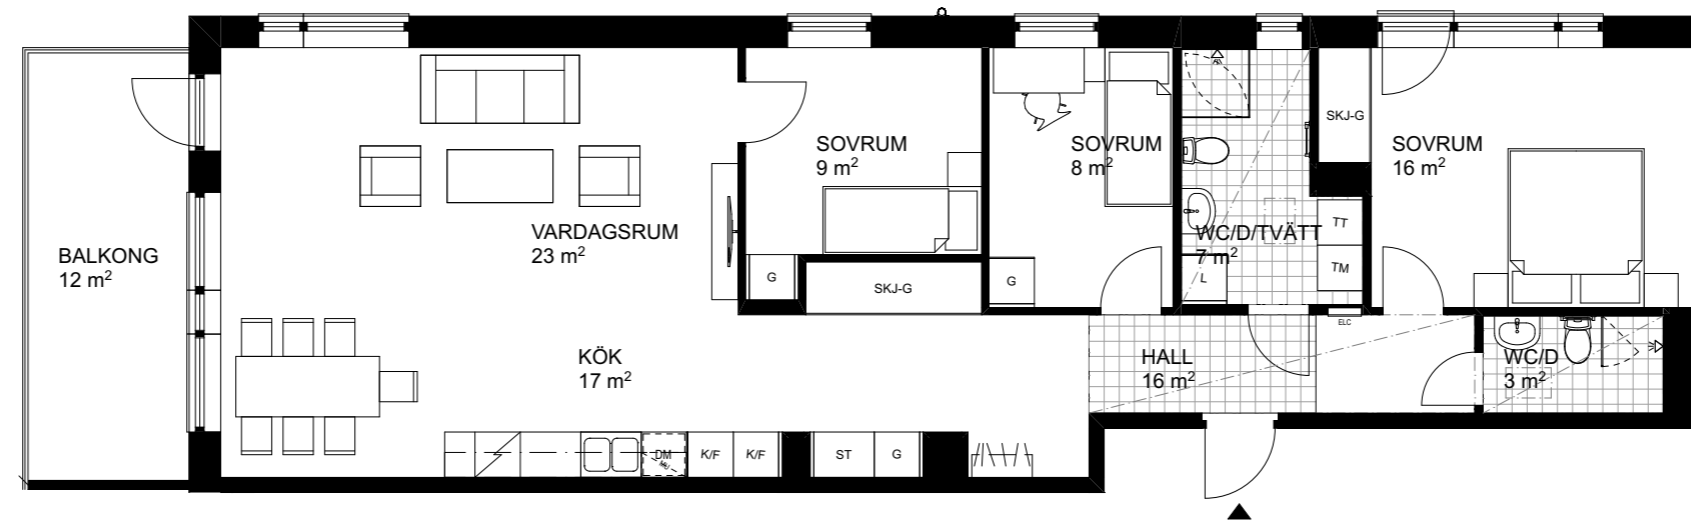 BALKONG
12 m²
VARDAGSRUM
23 m²
KÖK
17 m²
SOVRUM
9 m²
G
SKJ-G
SOVRUM
8 m²
G
WC/D/TVÄTT
7 m²
L
TT
TM
SKJ-G
SOVRUM
16 m²
ELC
HALL
16 m²
WC/D
3 m²
DM
MU
K/F
K/F
ST
G